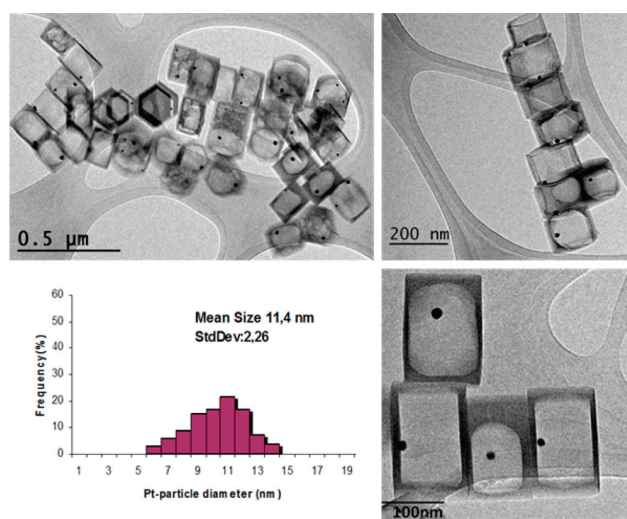 0.5 µm
200 nm
Mean Size 11,4 nm
StdDev:2,26
Frequency(%)
60
50
40
30
20
10
0
1 3 5 7 9 11 13 15 17 19
Pt-particle diameter (nm)
100nm